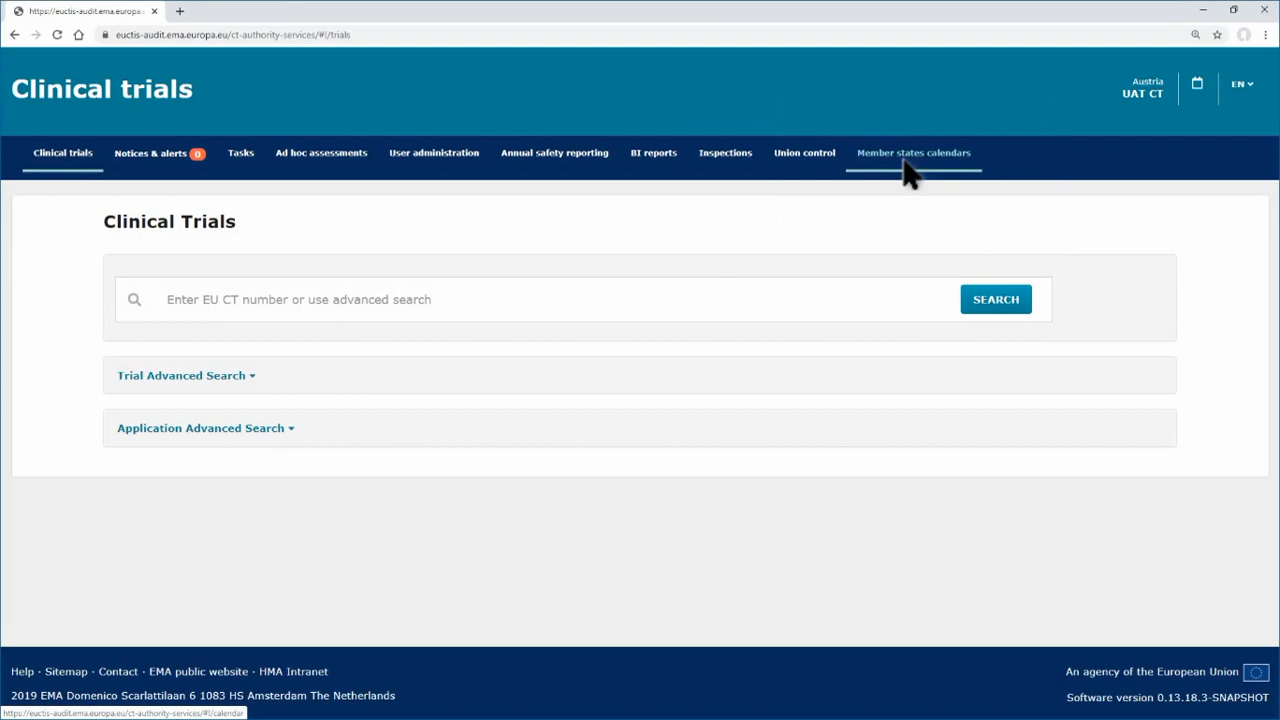 https://euctis-audit.ema.europa.
euctis-audit.ema.europa.eu/ct-authority-services/#!/trials
Clinical trials
Austria
UAT CT
EN
Clinical trials
Notices & alerts 0
Tasks
Ad hoc assessments
User administration
Annual safety reporting
BI reports
Inspections
Union control
Member states calendars
Clinical Trials
Enter EU CT number or use advanced search
SEARCH
Trial Advanced Search
Application Advanced Search
Help · Sitemap · Contact · EMA public website · HMA Intranet
An agency of the European Union
2019 EMA Domenico Scarlattilaan 6 1083 HS Amsterdam The Netherlands
Software version 0.13.18.3-SNAPSHOT
https://euctis-audit.ema.europa.eu/ct-authority-services/#!/calendar